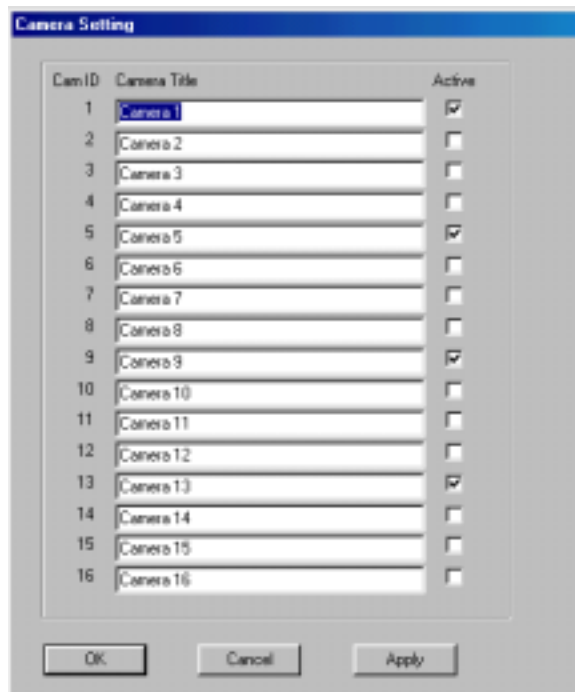 Camera Setting
Cam ID Camera Title Active
1 Camera 1
2 Camera 2
3 Camera 3
4 Camera 4
5 Camera 5
6 Camera 6
7 Camera 7
8 Camera 8
9 Camera 9
10 Camera 10
11 Camera 11
12 Camera 12
13 Camera 13
14 Camera 14
15 Camera 15
16 Camera 16
OK Cancel Apply